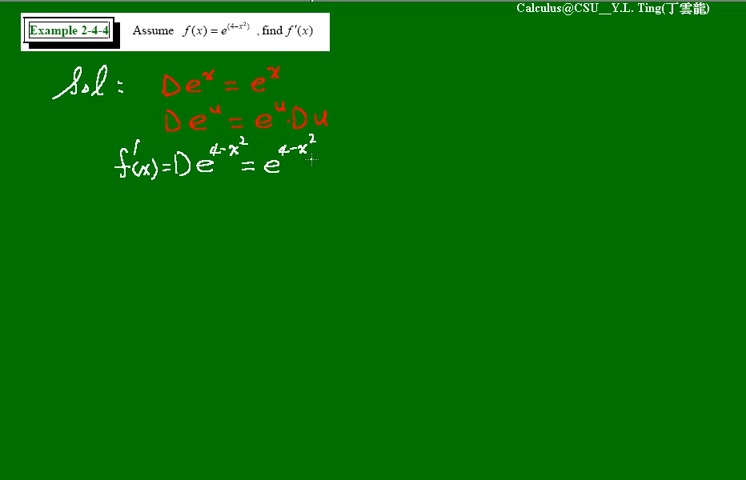 Calculus@CSU__Y.L. Ting(丁雲龍)
Example 2-4-4 Assume f(x) = e^(4−x²) , find f′(x)
Sol : De^x = e^x
De^u = e^u · Du
f′(x) = De^4−x² = e^4−x²